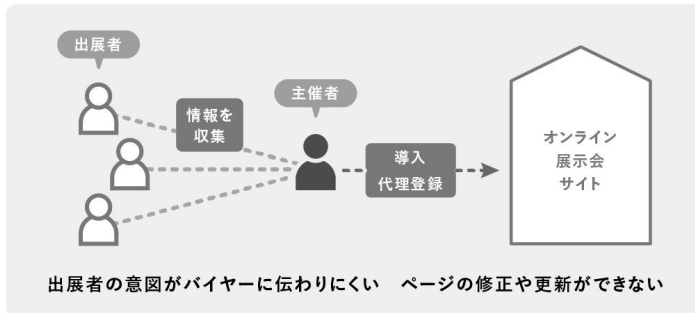 出展者
主催者
情報を
収集
導入
代理登録
オンライン
展示会
サイト
出展者の意図がバイヤーに伝わりにくい　ページの修正や更新ができない